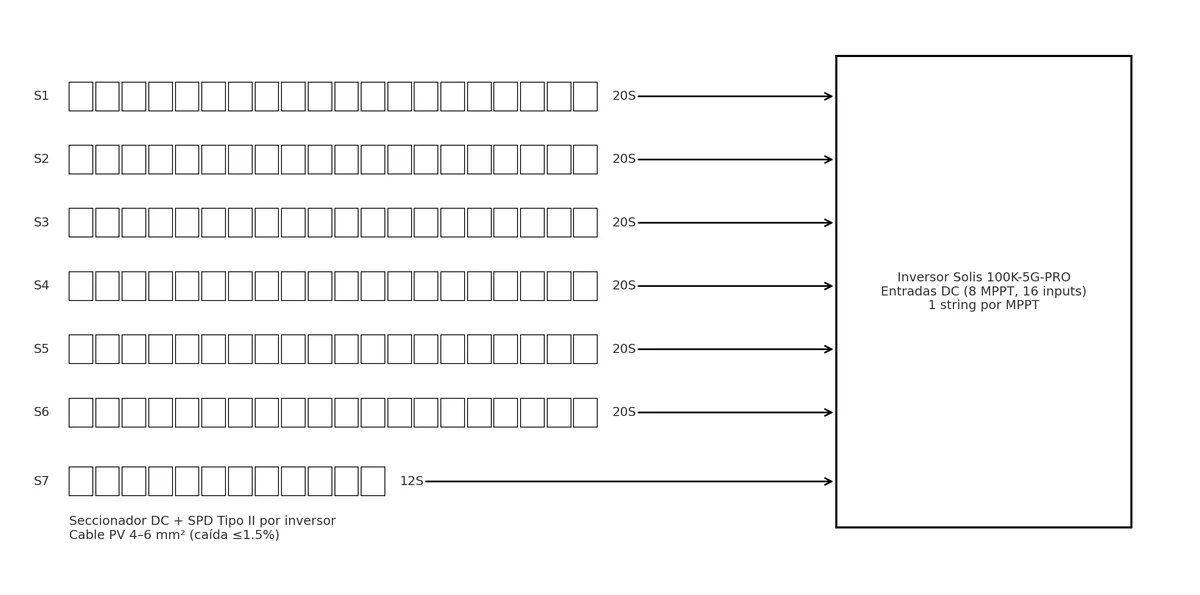 S1 20S
S2 20S
S3 20S
S4 20S
Inversor Solis 100K-5G-PRO
Entradas DC (8 MPPT, 16 inputs)
1 string por MPPT
S5 20S
S6 20S
S7 12S
Seccionador DC + SPD Tipo II por inversor
Cable PV 4–6 mm² (caída ≤1.5%)